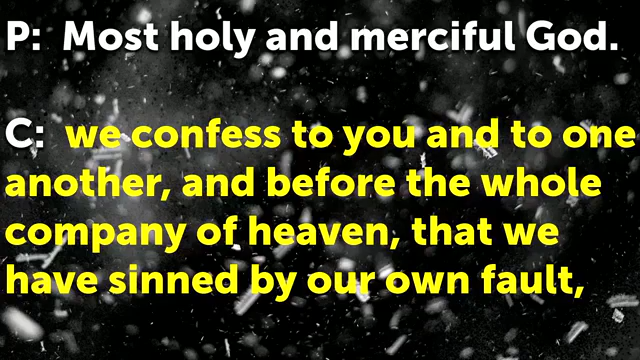 P: Most holy and merciful God.
C: we confess to you and to one
another, and before the whole
company of heaven, that we
have sinned by our own fault,